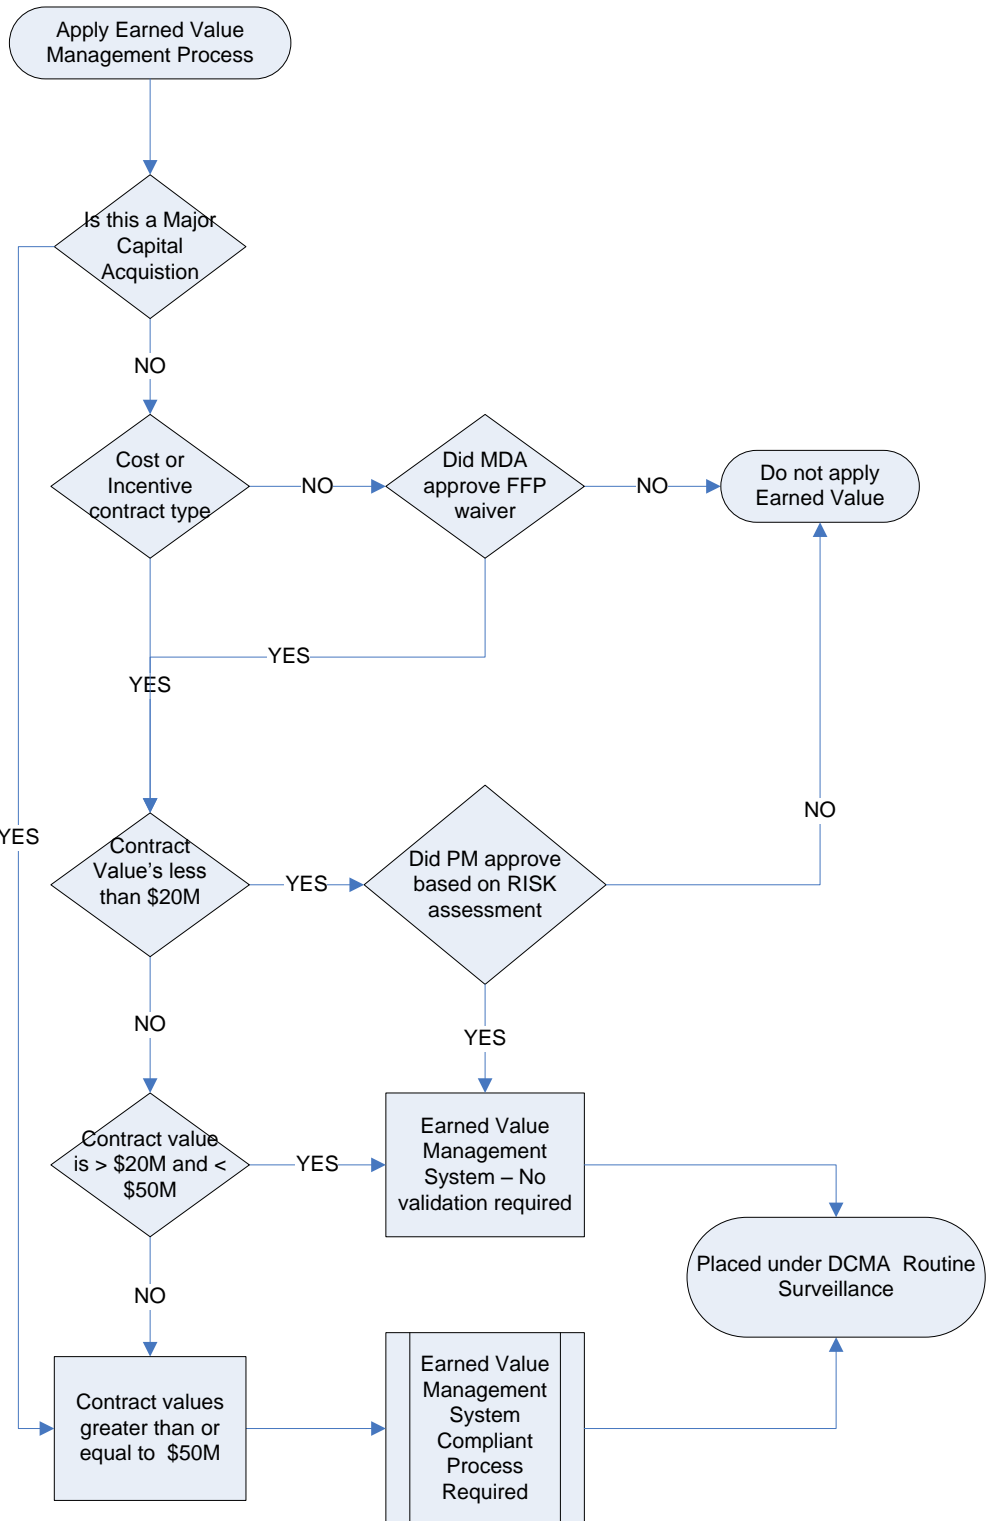 Apply Earned Value
Management Process
Is this a Major
Capital
Acquistion
NO
Cost or
Incentive
contract type
NO
Did MDA
approve FFP
waiver
NO
Do not apply
Earned Value
YES
YES
NO
YES
Contract
Value's less
than $20M
YES
Did PM approve
based on RISK
assessment
NO
YES
Contract value
is > $20M and <
$50M
YES
Earned Value
Management
System – No
validation required
Placed under DCMA  Routine
Surveillance
NO
Contract values
greater than or
equal to  $50M
Earned Value
Management
System
Compliant
Process
Required